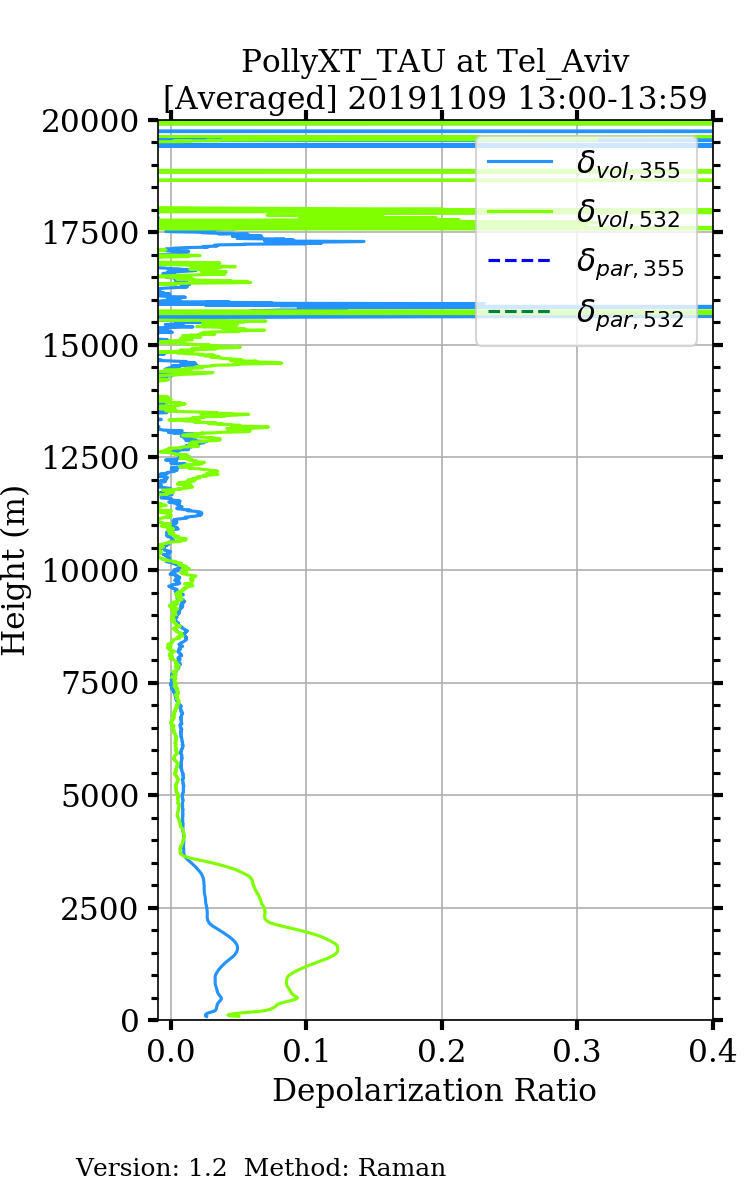 PollyXT_TAU at Tel_Aviv
[Averaged] 20191109 13:00-13:59
20000
17500
15000
12500
10000
7500
5000
2500
0
Height (m)
δvol, 355
δvol, 532
δpar, 355
δpar, 532
0.0 0.1 0.2 0.3 0.4
Depolarization Ratio
Version: 1.2 Method: Raman